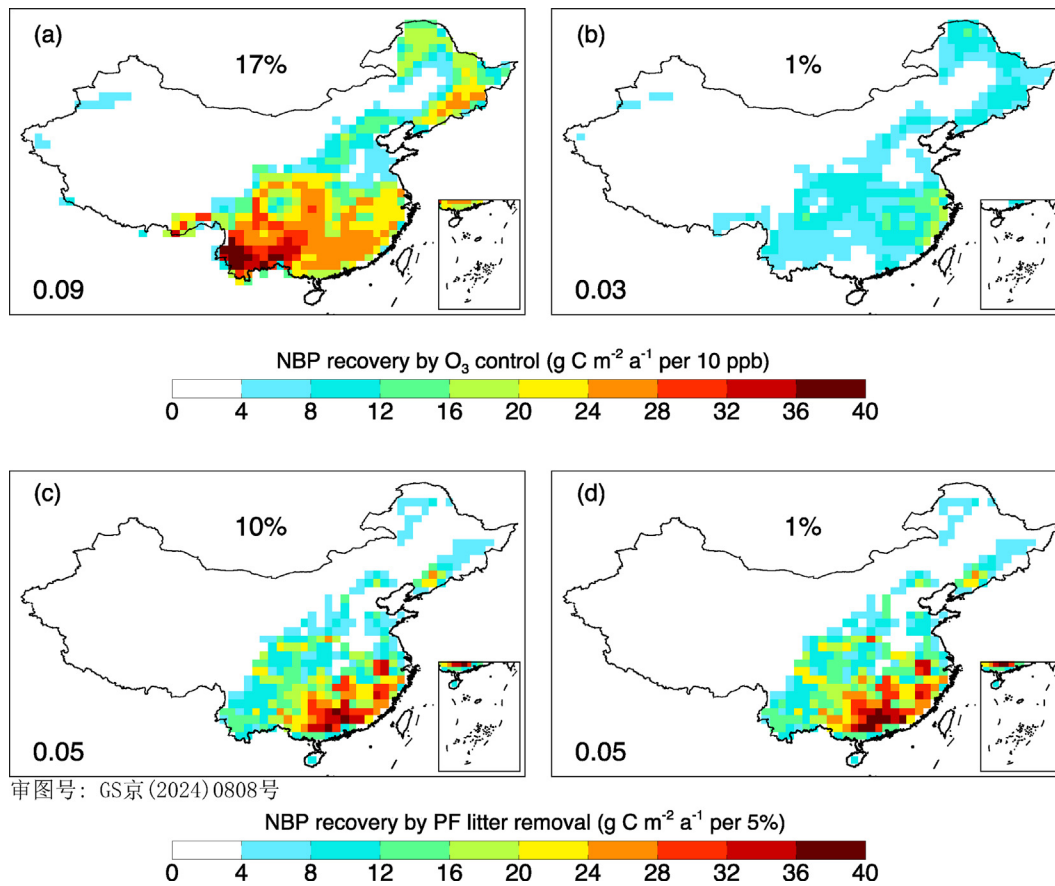 (a)
17%
0.09
(b)
1%
0.03
NBP recovery by O₃ control (g C m⁻² a⁻¹ per 10 ppb)
0 4 8 12 16 20 24 28 32 36 40
(c)
10%
0.05
(d)
1%
0.05
审图号: GS京(2024)0808号
NBP recovery by PF litter removal (g C m⁻² a⁻¹ per 5%)
0 4 8 12 16 20 24 28 32 36 40